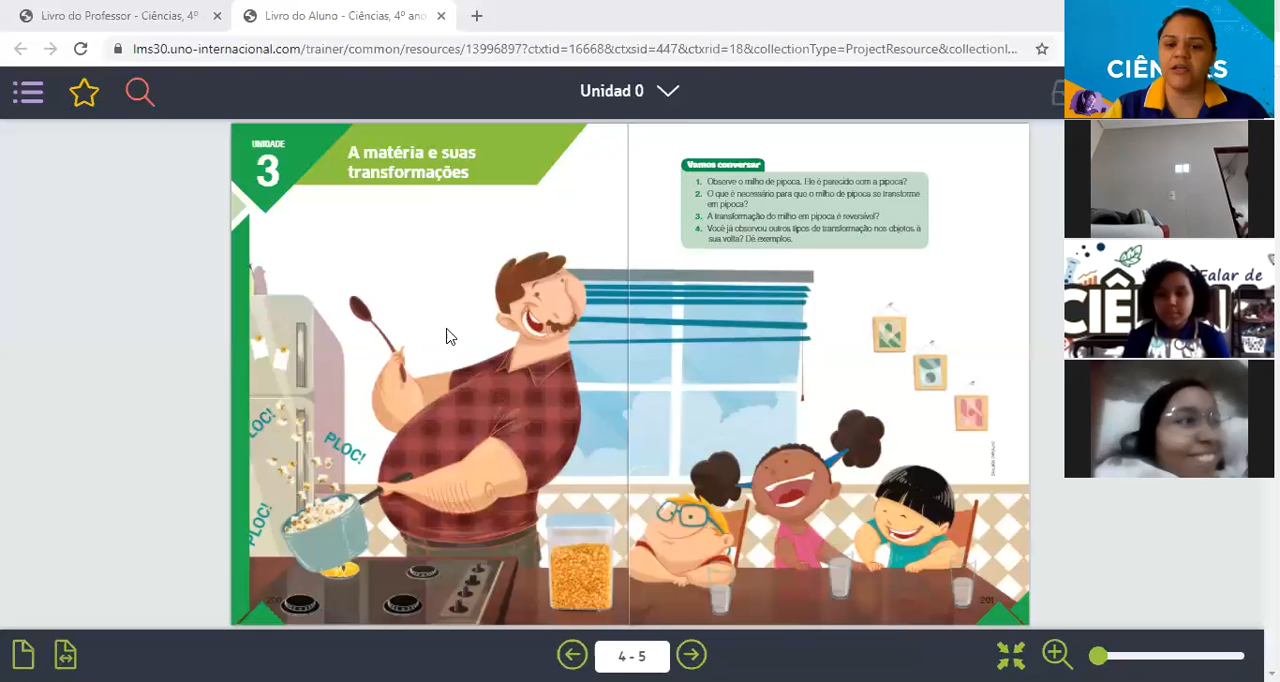 Livro do Professor - Ciências, 4º
Livro do Aluno - Ciências, 4º ano
lms30.uno-internacional.com/trainer/common/resources/13996897?ctxtid=16668&ctxsid=447&ctxrid=18&collectionType=ProjectResource&collectionI...
Unidad 0
UNIDADE
3
A matéria e suas
transformações
Vamos conversar
1. Observe o milho de pipoca. Ele é parecido com a pipoca?
2. O que é necessário para que o milho de pipoca se transforme
em pipoca?
3. A transformação do milho em pipoca é reversível?
4. Você já observou outros tipos de transformação nos objetos à
sua volta? Dê exemplos.
PLOC!
PLOC!
200
201
4 - 5
Falar de